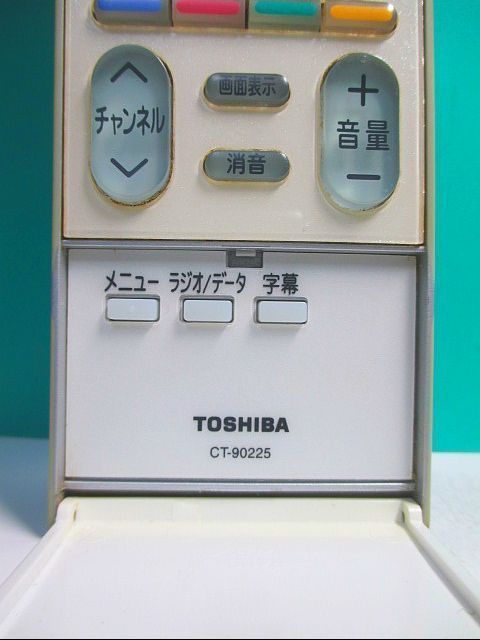 画面表示
チャンネル
音量
消音
メニュー ラジオ/データ 字幕
TOSHIBA
CT-90225